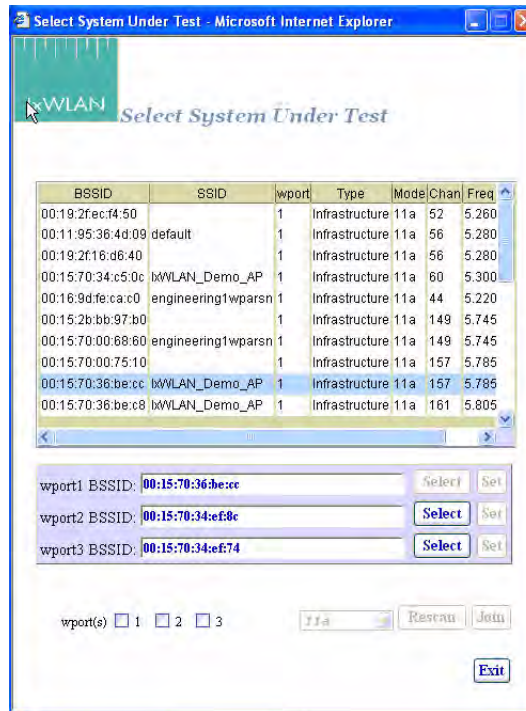 Select System Under Test - Microsoft Internet Explorer
IxWLAN
Select System Under Test
BSSID SSID wport Type Mode Chan Freq
00:19:2f:ec:f4:50 1 Infrastructure 11a 52 5.260
00:11:95:36:4d:09 default 1 Infrastructure 11a 56 5.280
00:19:2f:16:d6:40 1 Infrastructure 11a 56 5.280
00:15:70:34:c5:0c IxWLAN_Demo_AP 1 Infrastructure 11a 60 5.300
00:16:9d:fe:ca:c0 engineering1wparsn 1 Infrastructure 11a 44 5.220
00:15:2b:bb:97:b0 1 Infrastructure 11a 149 5.745
00:15:70:00:68:60 engineering1wparsn 1 Infrastructure 11a 149 5.745
00:15:70:00:75:10 1 Infrastructure 11a 157 5.785
00:15:70:36:be:cc IxWLAN_Demo_AP 1 Infrastructure 11a 157 5.785
00:15:70:36:be:c8 IxWLAN_Demo_AP 1 Infrastructure 11a 161 5.805
wport1 BSSID: 00:15:70:36:be:cc Select Set
wport2 BSSID: 00:15:70:34:ef:8c Select Set
wport3 BSSID: 00:15:70:34:ef:74 Select Set
wport(s) 1 2 3 11a Rescan Join
Exit